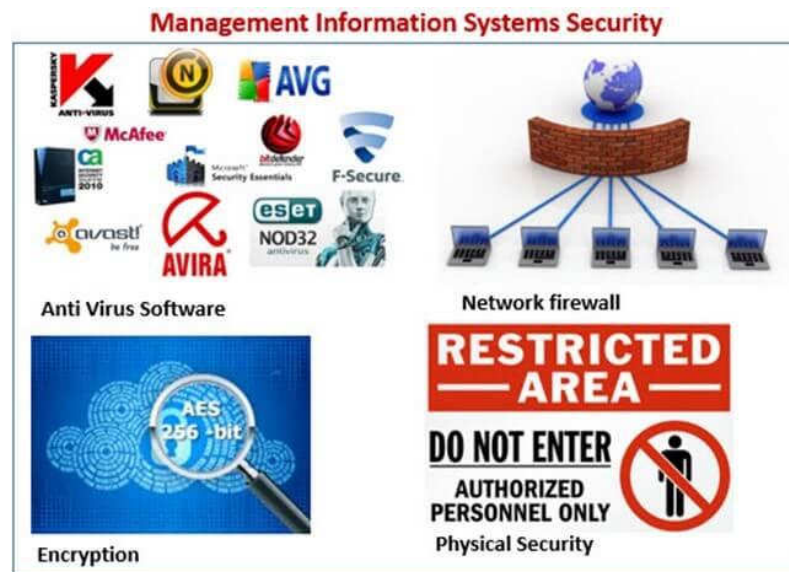 Management Information Systems Security
KASPERSKY
ANTI-VIRUS
N
AVG
McAfee
ca
INTERNET
SECURITY
2010
Microsoft
Security Essentials
bitdefender
F-Secure.
avast!
be free
AVIRA
eset
NOD32
antivirus
Anti Virus Software
Network firewall
AES
256 -bit
Encryption
RESTRICTED
AREA
DO NOT ENTER
AUTHORIZED
PERSONNEL ONLY
Physical Security